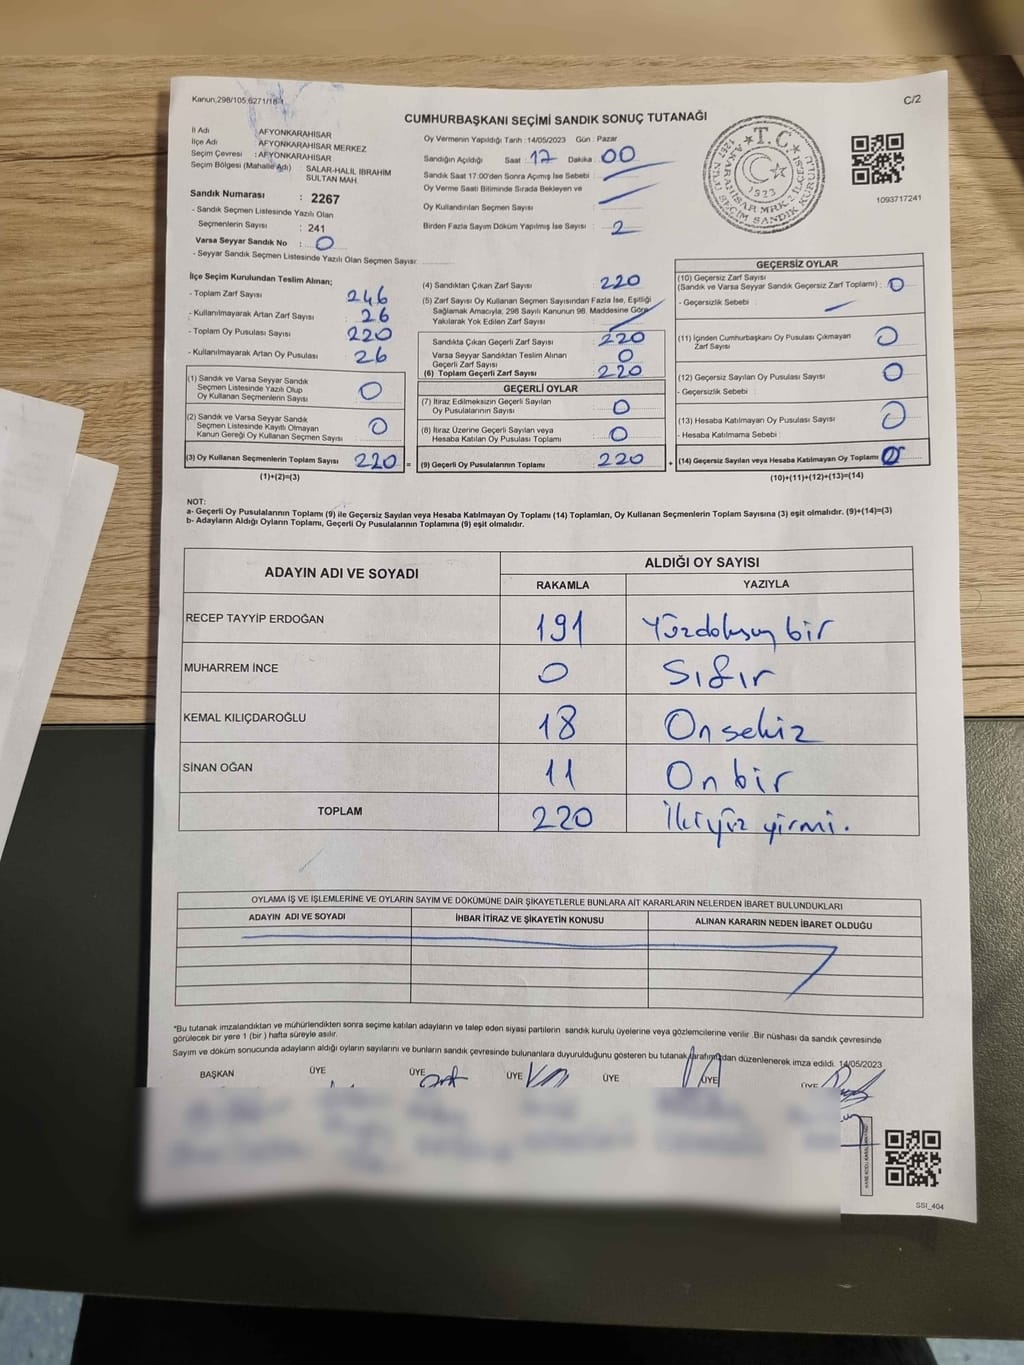 Kanun,298/105;6271/18-1
C/2
CUMHURBAŞKANI SEÇİMİ SANDIK SONUÇ TUTANAĞI
İl Adı : AFYONKARAHİSAR
İlçe Adı : AFYONKARAHİSAR MERKEZ
Seçim Çevresi : AFYONKARAHİSAR
Seçim Bölgesi (Mahalle Adı) : SALAR-HALİL İBRAHİM SULTAN MAH.
Sandık Numarası : 2267
- Sandık Seçmen Listesinde Yazılı Olan
Seçmenlerin Sayısı : 241
Varsa Seyyar Sandık No : 0
- Seyyar Sandık Seçmen Listesinde Yazılı Olan Seçmen Sayısı:
Oy Vermenin Yapıldığı Tarih :14/05/2023 Gün : Pazar
Sandığın Açıldığı Saat : 17 Dakika : 00
Sandık Saat 17:00'den Sonra Açılmış İse Sebebi :
Oy Verme Saati Bitiminde Sırada Bekleyen ve
Oy Kullandırılan Seçmen Sayısı :
Birden Fazla Sayım Döküm Yapılmış İse Sayısı : 2
T.C.
1923
1093717241
İlçe Seçim Kurulundan Teslim Alınan;
- Toplam Zarf Sayısı : 246
- Kullanılmayarak Artan Zarf Sayısı : 26
- Toplam Oy Pusulası Sayısı : 220
- Kullanılmayarak Artan Oy Pusulası : 26
(1) Sandık ve Varsa Seyyar Sandık
Seçmen Listesinde Yazılı Olup
Oy Kullanan Seçmenlerin Sayısı : 0
(2) Sandık ve Varsa Seyyar Sandık
Seçmen Listesinde Kayıtlı Olmayan
Kanun Gereği Oy Kullanan Seçmen Sayısı : 0
(3) Oy Kullanan Seçmenlerin Toplam Sayısı : 220 =
(1)+(2)=(3)
(4) Sandıktan Çıkan Zarf Sayısı : 220
(5) Zarf Sayısı Oy Kullanan Seçmen Sayısından Fazla İse, Eşitliği
Sağlamak Amacıyla; 298 Sayılı Kanunun 98. Maddesine Göre
Yakılarak Yok Edilen Zarf Sayısı :
Sandıkta Çıkan Geçerli Zarf Sayısı : 220
Varsa Seyyar Sandıktan Teslim Alınan
Geçerli Zarf Sayısı : 0
(6) Toplam Geçerli Zarf Sayısı : 220
GEÇERLİ OYLAR
(7) İtiraz Edilmeksizin Geçerli Sayılan
Oy Pusulalarının Sayısı : 0
(8) İtiraz Üzerine Geçerli Sayılan veya
Hesaba Katılan Oy Pusulası Toplamı : 0
(9) Geçerli Oy Pusulalarının Toplamı : 220 +
GEÇERSİZ OYLAR
(10) Geçersiz Zarf Sayısı
(Sandık ve Varsa Seyyar Sandık Geçersiz Zarf Toplamı) : 0
- Geçersizlik Sebebi :
(11) İçinden Cumhurbaşkanı Oy Pusulası Çıkmayan
Zarf Sayısı : 0
(12) Geçersiz Sayılan Oy Pusulası Sayısı : 0
- Geçersizlik Sebebi :
(13) Hesaba Katılmayan Oy Pusulası Sayısı : 0
- Hesaba Katılmama Sebebi :
(14) Geçersiz Sayılan veya Hesaba Katılmayan Oy Toplamı : 0
(10)+(11)+(12)+(13)=(14)
NOT:
a- Geçerli Oy Pusulalarının Toplamı (9) ile Geçersiz Sayılan veya Hesaba Katılmayan Oy Toplamı (14) Toplamları, Oy Kullanan Seçmenlerin Toplam Sayısına (3) eşit olmalıdır. (9)+(14)=(3)
b- Adayların Aldığı Oyların Toplamı, Geçerli Oy Pusulalarının Toplamına (9) eşit olmalıdır.
ADAYIN ADI VE SOYADI
ALDIĞI OY SAYISI
RAKAMLA YAZIYLA
RECEP TAYYİP ERDOĞAN 191 Yüzdoksan bir
MUHARREM İNCE 0 Sıfır
KEMAL KILIÇDAROĞLU 18 On sekiz
SİNAN OĞAN 11 On bir
TOPLAM 220 İkiyüz yirmi.
OYLAMA İŞ VE İŞLEMLERİNE VE OYLARIN SAYIM VE DÖKÜMÜNE DAİR ŞİKAYETLERLE BUNLARA AİT KARARLARIN NELERDEN İBARET BULUNDUKLARI
ADAYIN ADI VE SOYADI İHBAR İTİRAZ VE ŞİKAYETİN KONUSU ALINAN KARARIN NEDEN İBARET OLDUĞU
*Bu tutanak imzalandıktan ve mühürlendikten sonra seçime katılan adayların ve talep eden siyasi partilerin sandık kurulu üyelerine veya gözlemcilerine verilir. Bir nüshası da sandık çevresinde
görülecek bir yere 1 (bir ) hafta süreyle asılır.
Sayım ve döküm sonucunda adayların aldığı oyların sayılarını ve bunların sandık çevresinde bulunanlara duyurulduğunu gösteren bu tutanak tarafımızdan düzenlenerek imza edildi. 14/05/2023
BAŞKAN ÜYE ÜYE ÜYE ÜYE ÜYE ÜYE
SSI_404